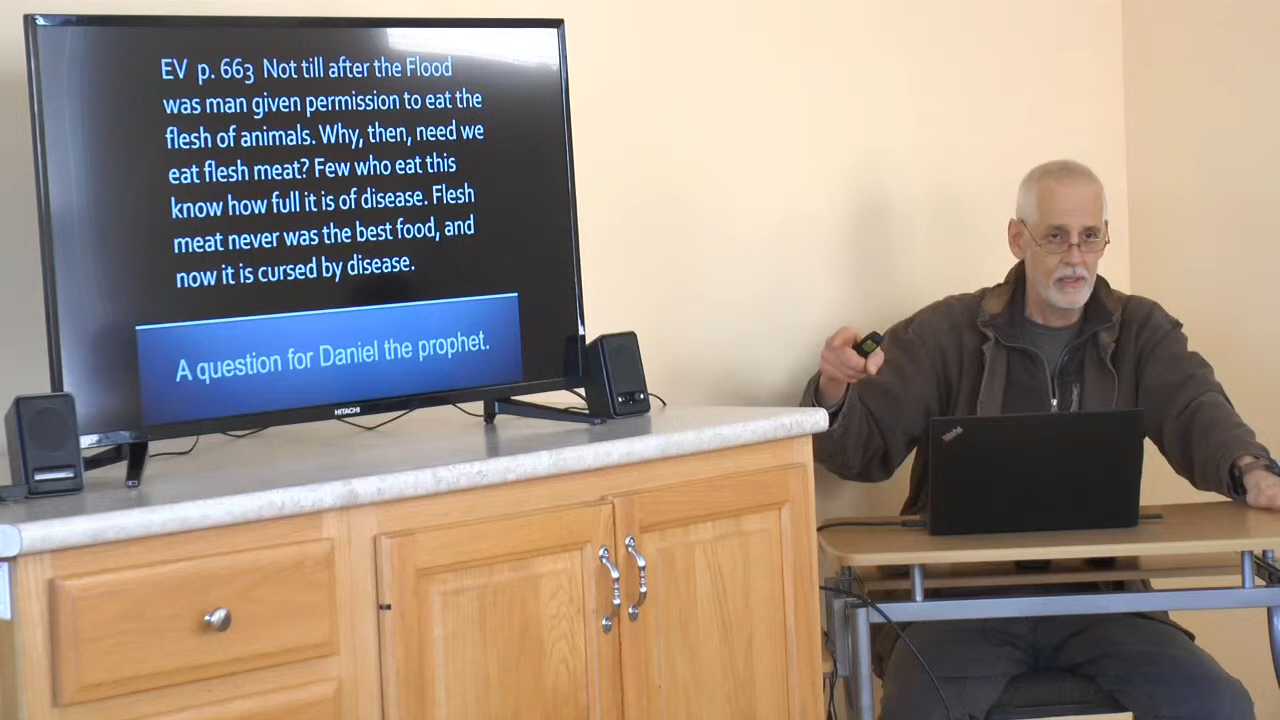 EV p. 663 Not till after the Flood
was man given permission to eat the
flesh of animals. Why, then, need we
eat flesh meat? Few who eat this
know how full it is of disease. Flesh
meat never was the best food, and
now it is cursed by disease.
A question for Daniel the prophet.
HITACHI
ThinkPad